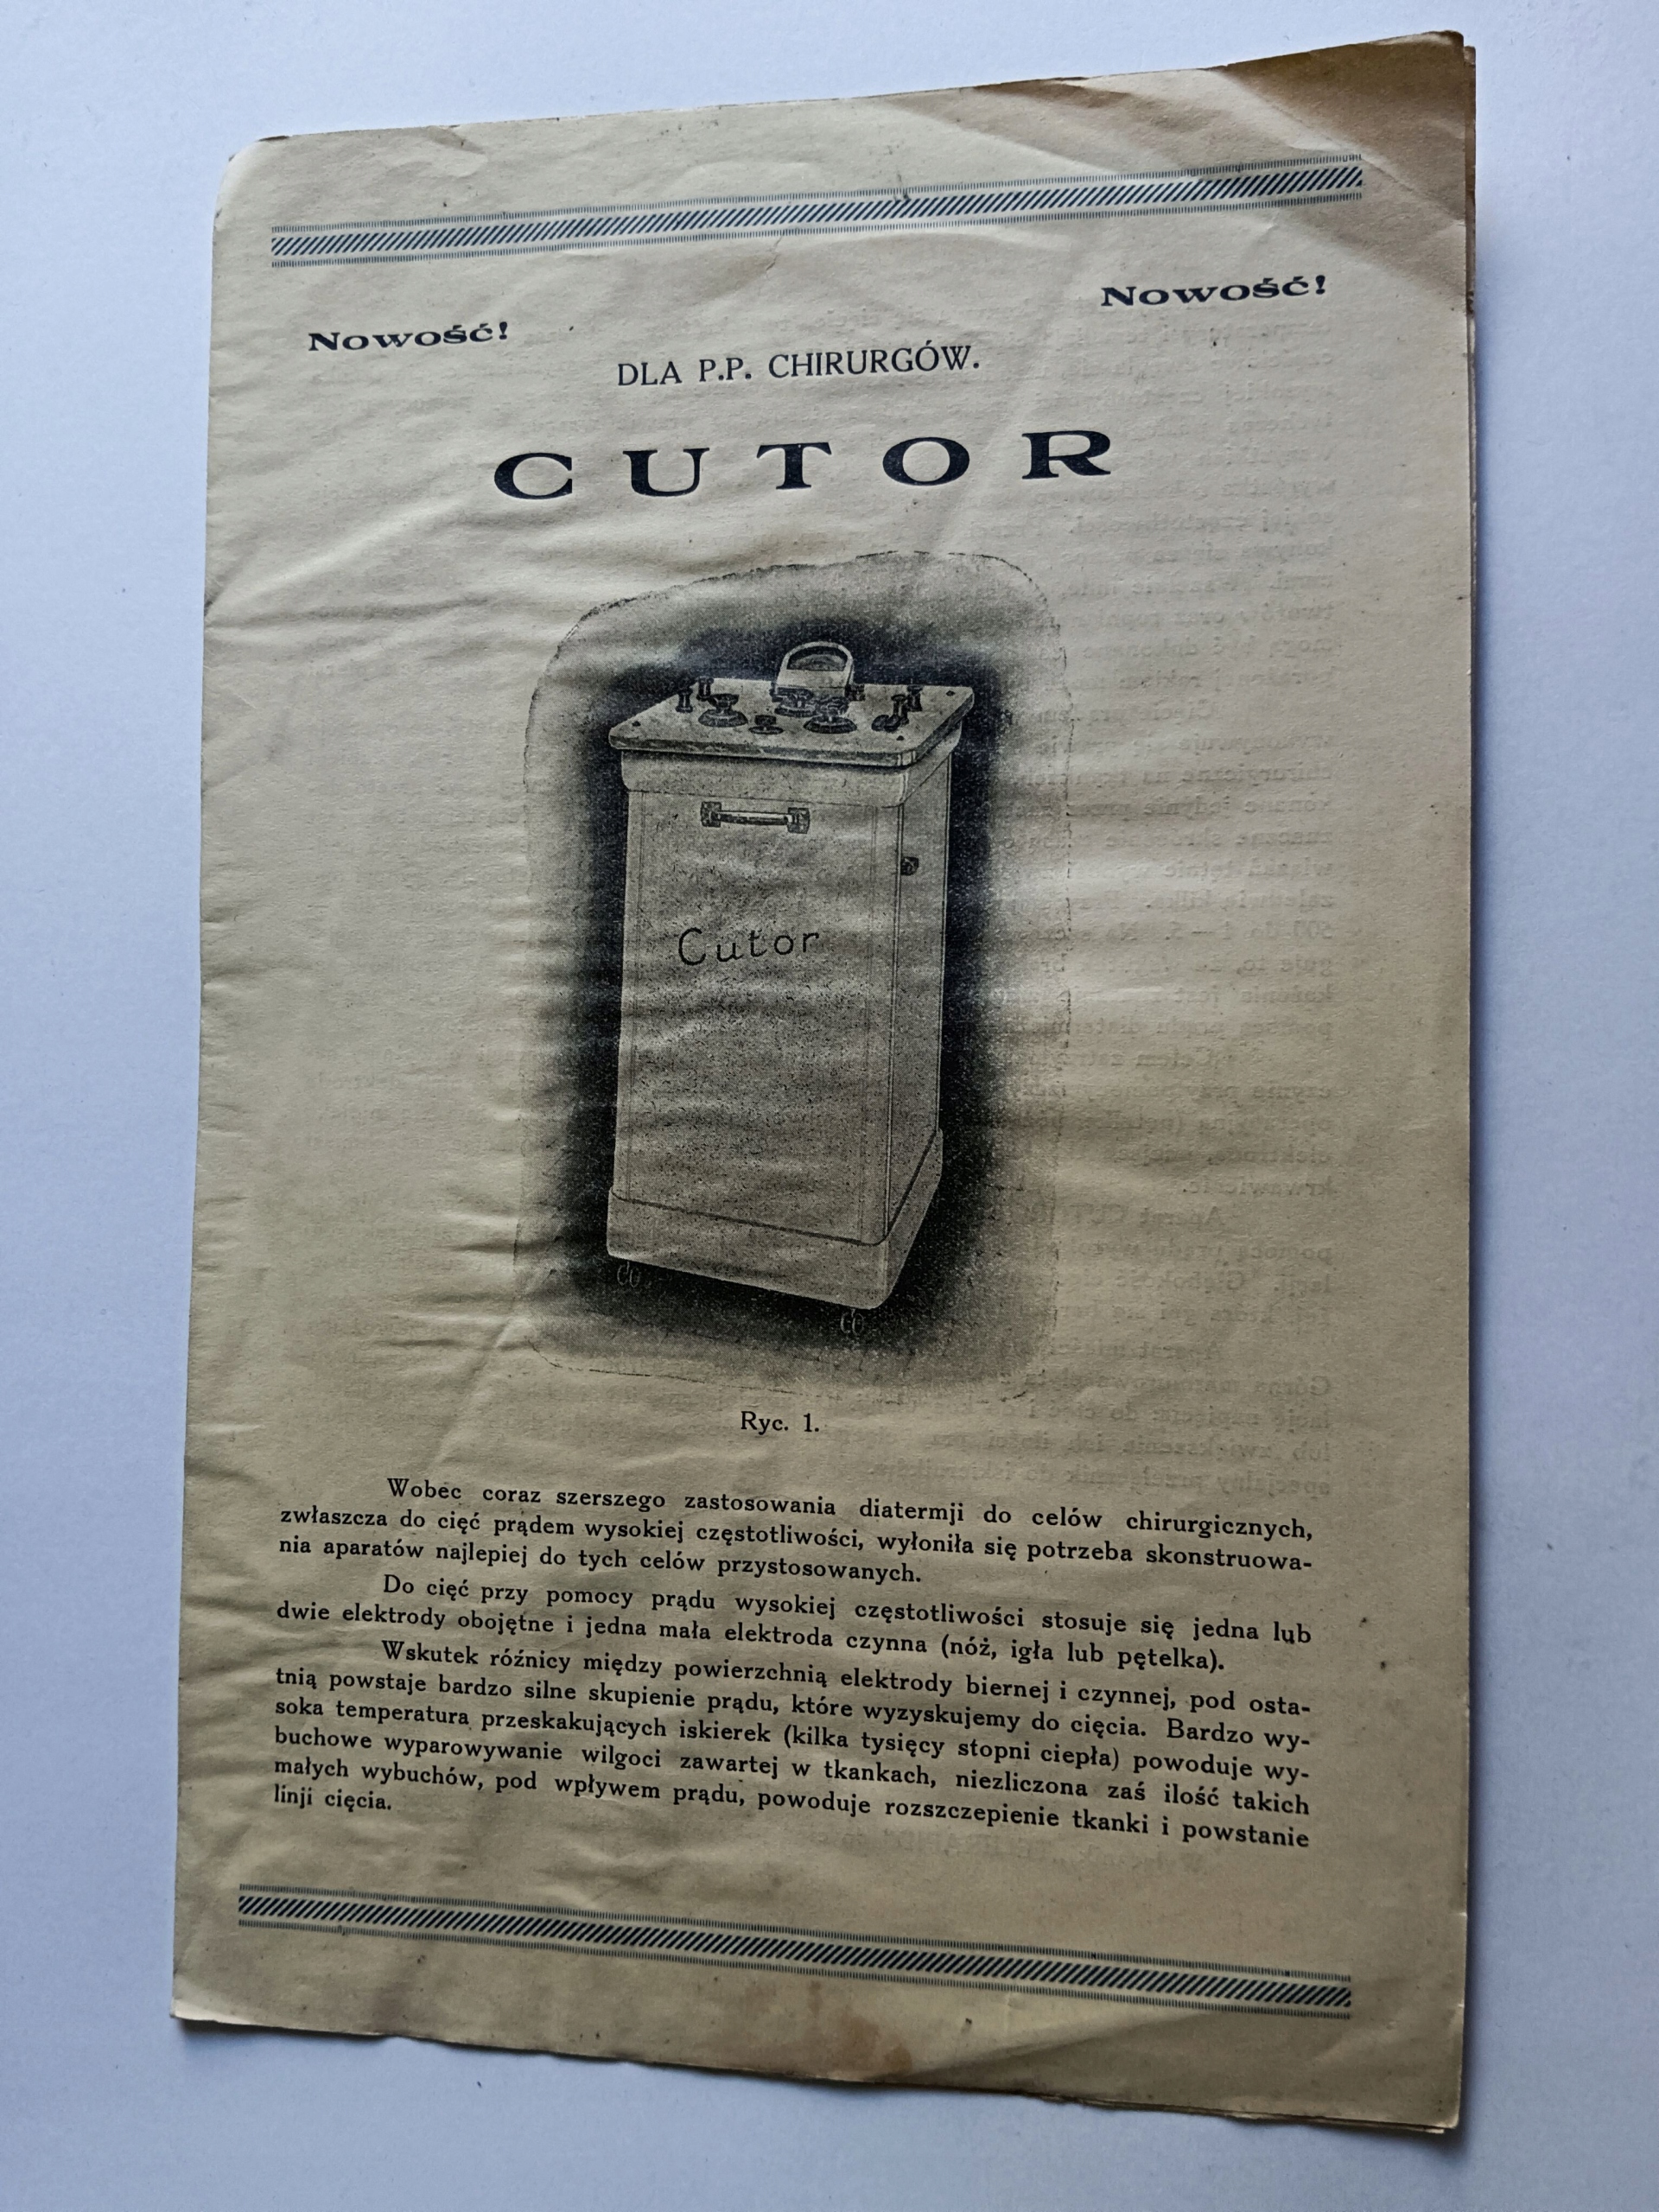 Nowość!
Nowość!
DLA P.P. CHIRURGÓW.
CUTOR
Cutor
Ryc. 1.
Wobec coraz szerszego zastosowania diatermji do celów chirurgicznych,
zwłaszcza do cięć prądem wysokiej częstotliwości, wyłoniła się potrzeba skonstruowa-
nia aparatów najlepiej do tych celów przystosowanych.
Do cięć przy pomocy prądu wysokiej częstotliwości stosuje się jedna lub
dwie elektrody obojętne i jedna mała elektroda czynna (nóż, igła lub pętelka).
Wskutek różnicy między powierzchnią elektrody biernej i czynnej, pod osta-
tnią powstaje bardzo silne skupienie prądu, które wyzyskujemy do cięcia. Bardzo wy-
soka temperatura przeskakujących iskierek (kilka tysięcy stopni ciepła) powoduje wy-
buchowe wyparowywanie wilgoci zawartej w tkankach, niezliczona zaś ilość takich
małych wybuchów, pod wpływem prądu, powoduje rozszczepienie tkanki i powstanie
linji cięcia.